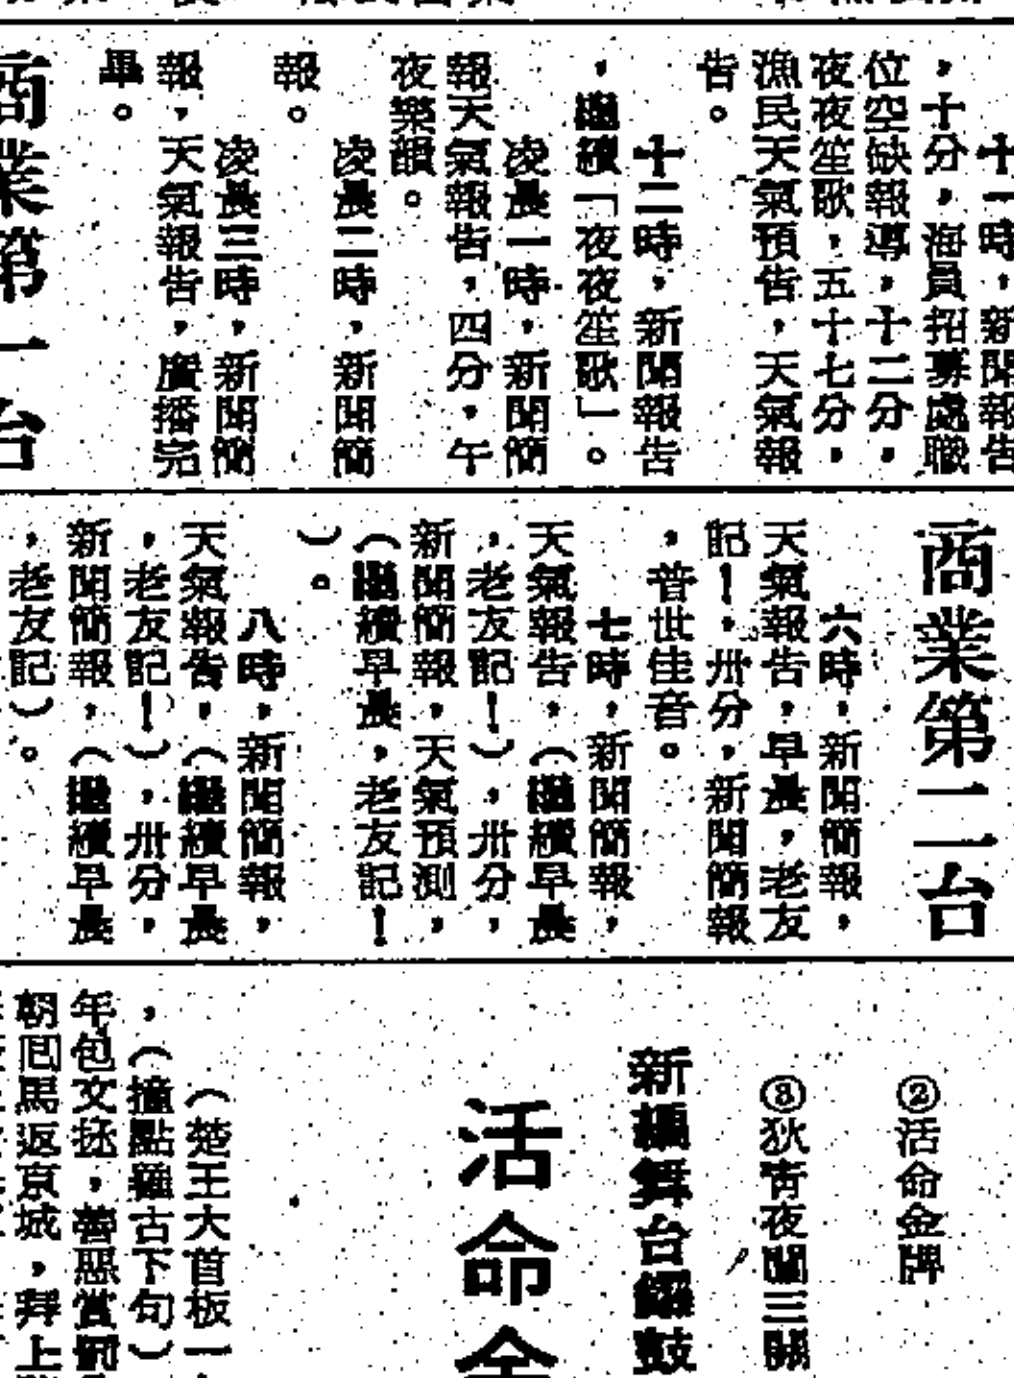 十一時，新聞報告
，十分，海員招募處職
位空缺報導，十二分，
夜夜笙歌，五十七分，
漁民天氣預告，天氣報
告。
十二時，新聞報告
，繼續「夜夜笙歌」。
凌晨一時，新聞簡
報天氣報告，四分，午
夜樂韻。
凌晨二時，新聞簡
報。
凌晨三時，新聞簡
報，天氣報告，廣播完
畢。
商業第一台
商業第二台
六時，新聞簡報，
天氣報告，早晨，老友
記！，卅分，新聞簡報
，普世佳音。
七時，新聞簡報，
天氣報告，（繼續早晨
，老友記！），卅分，
新聞簡報，天氣預測，
（繼續早晨，老友記！
）。
八時，新聞簡報，
天氣報告，（繼續早晨
，老友記！），卅分，
新聞簡報，（繼續早晨
，老友記）。
②活命金牌
③狄青夜闖三關
新編舞台鑼鼓
活命金
（楚王大首板一
，（撞點鑼古下句）
年包文拯，善惡賞罰
朝回馬返京城，拜上